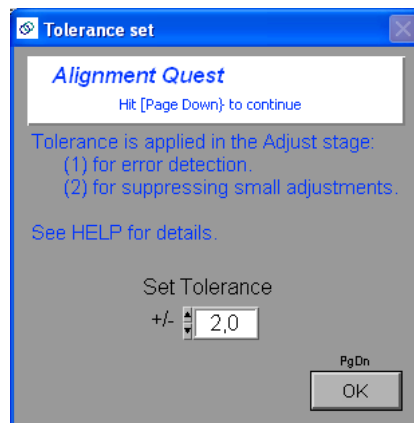 Tolerance set
Alignment Quest
Hit [Page Down} to continue
Tolerance is applied in the Adjust stage:
(1) for error detection.
(2) for suppressing small adjustments.
See HELP for details.
Set Tolerance
+/- 2,0
PgDn
OK